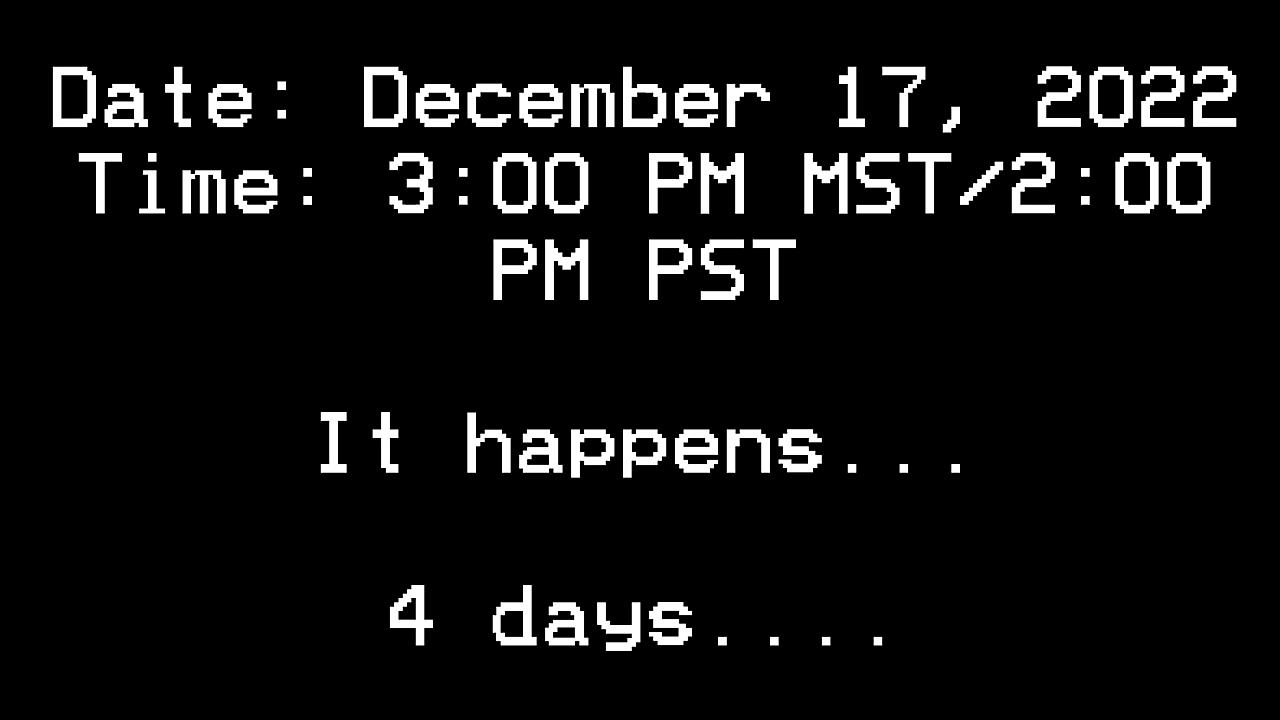 Date: December 17, 2022
Time: 3:00 PM MST/2:00
PM PST
It happens...
4 days....